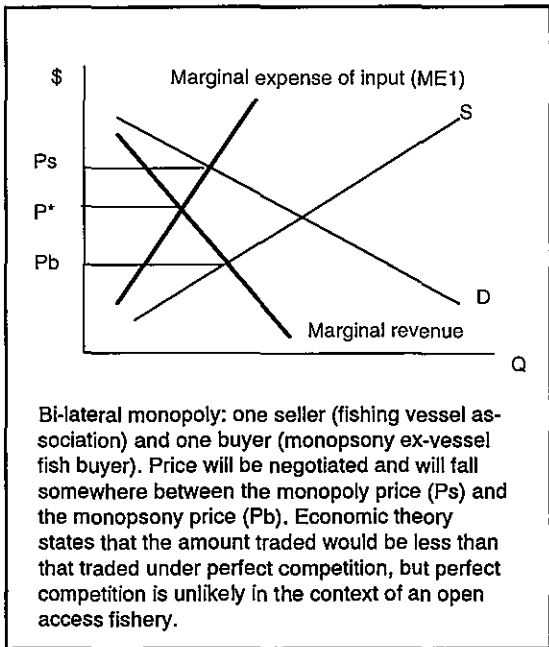 $
Marginal expense of input (ME1)
S
Ps
P*
Pb
D
Marginal revenue
Q
Bi-lateral monopoly: one seller (fishing vessel as-
sociation) and one buyer (monopsony ex-vessel
fish buyer). Price will be negotiated and will fall
somewhere between the monopoly price (Ps) and
the monopsony price (Pb). Economic theory
states that the amount traded would be less than
that traded under perfect competition, but perfect
competition is unlikely in the context of an open
access fishery.